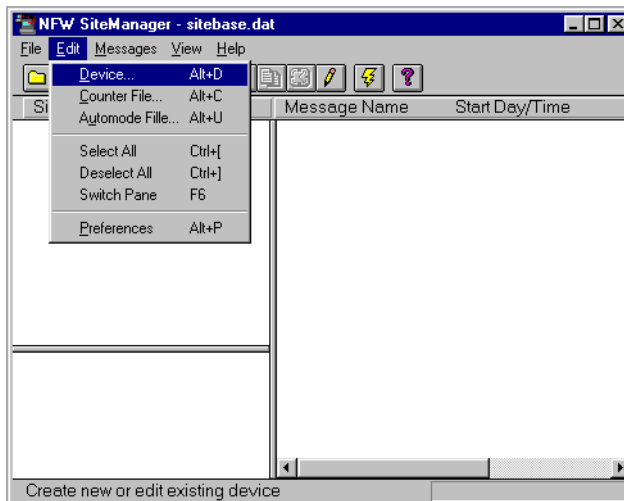 NFW SiteManager - sitebase.dat
File Edit Messages View Help
Device... Alt+D
Counter File... Alt+C
Si Message Name Start Day/Time
Automode Fille... Alt+U
Select All Ctrl+[
Deselect All Ctrl+]
Switch Pane F6
Preferences Alt+P
Create new or edit existing device